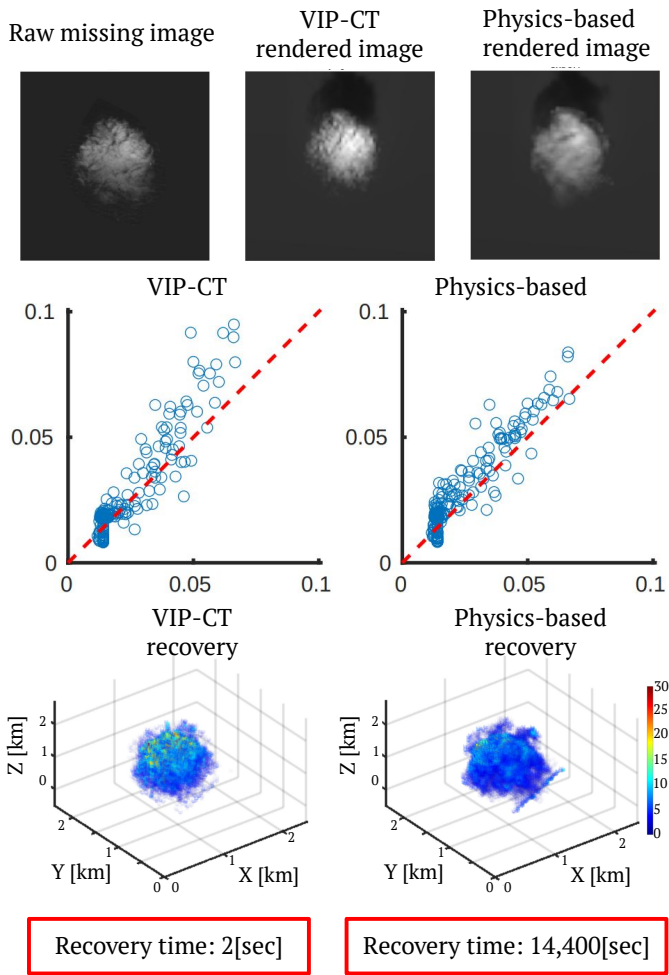 Raw missing image
VIP-CT
rendered image
Physics-based
rendered image
VIP-CT
Physics-based
0.1
0.05
0
0
0.05
0.1
0.1
0.05
0
0
0.05
0.1
VIP-CT
recovery
Physics-based
recovery
Z [km]
2
1
0
2
1
0
Y [km]
0
1
2
X [km]
Z [km]
2
1
0
2
1
0
Y [km]
0
1
2
X [km]
30
25
20
15
10
5
0
Recovery time: 2[sec]
Recovery time: 14,400[sec]